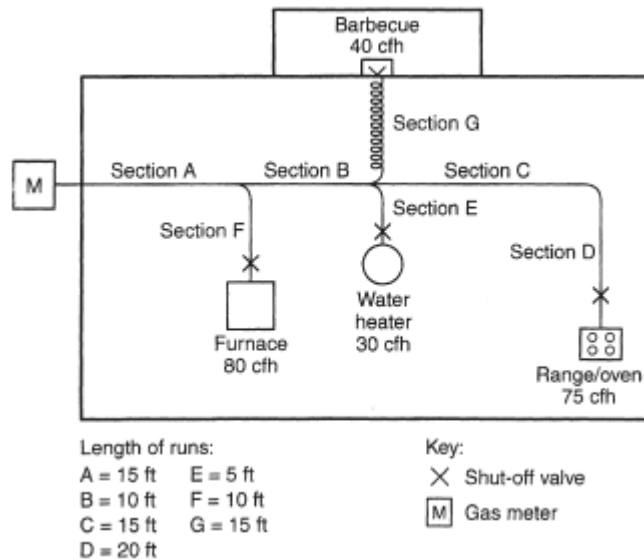 Barbecue
40 cfh
Section G
Section A
Section B
Section C
M
Section E
Section F
Section D
Water
heater
30 cfh
Furnace
80 cfh
Range/oven
75 cfh
Length of runs:
A = 15 ft E = 5 ft
B = 10 ft F = 10 ft
C = 15 ft G = 15 ft
D = 20 ft
Key:
Shut-off valve
M Gas meter